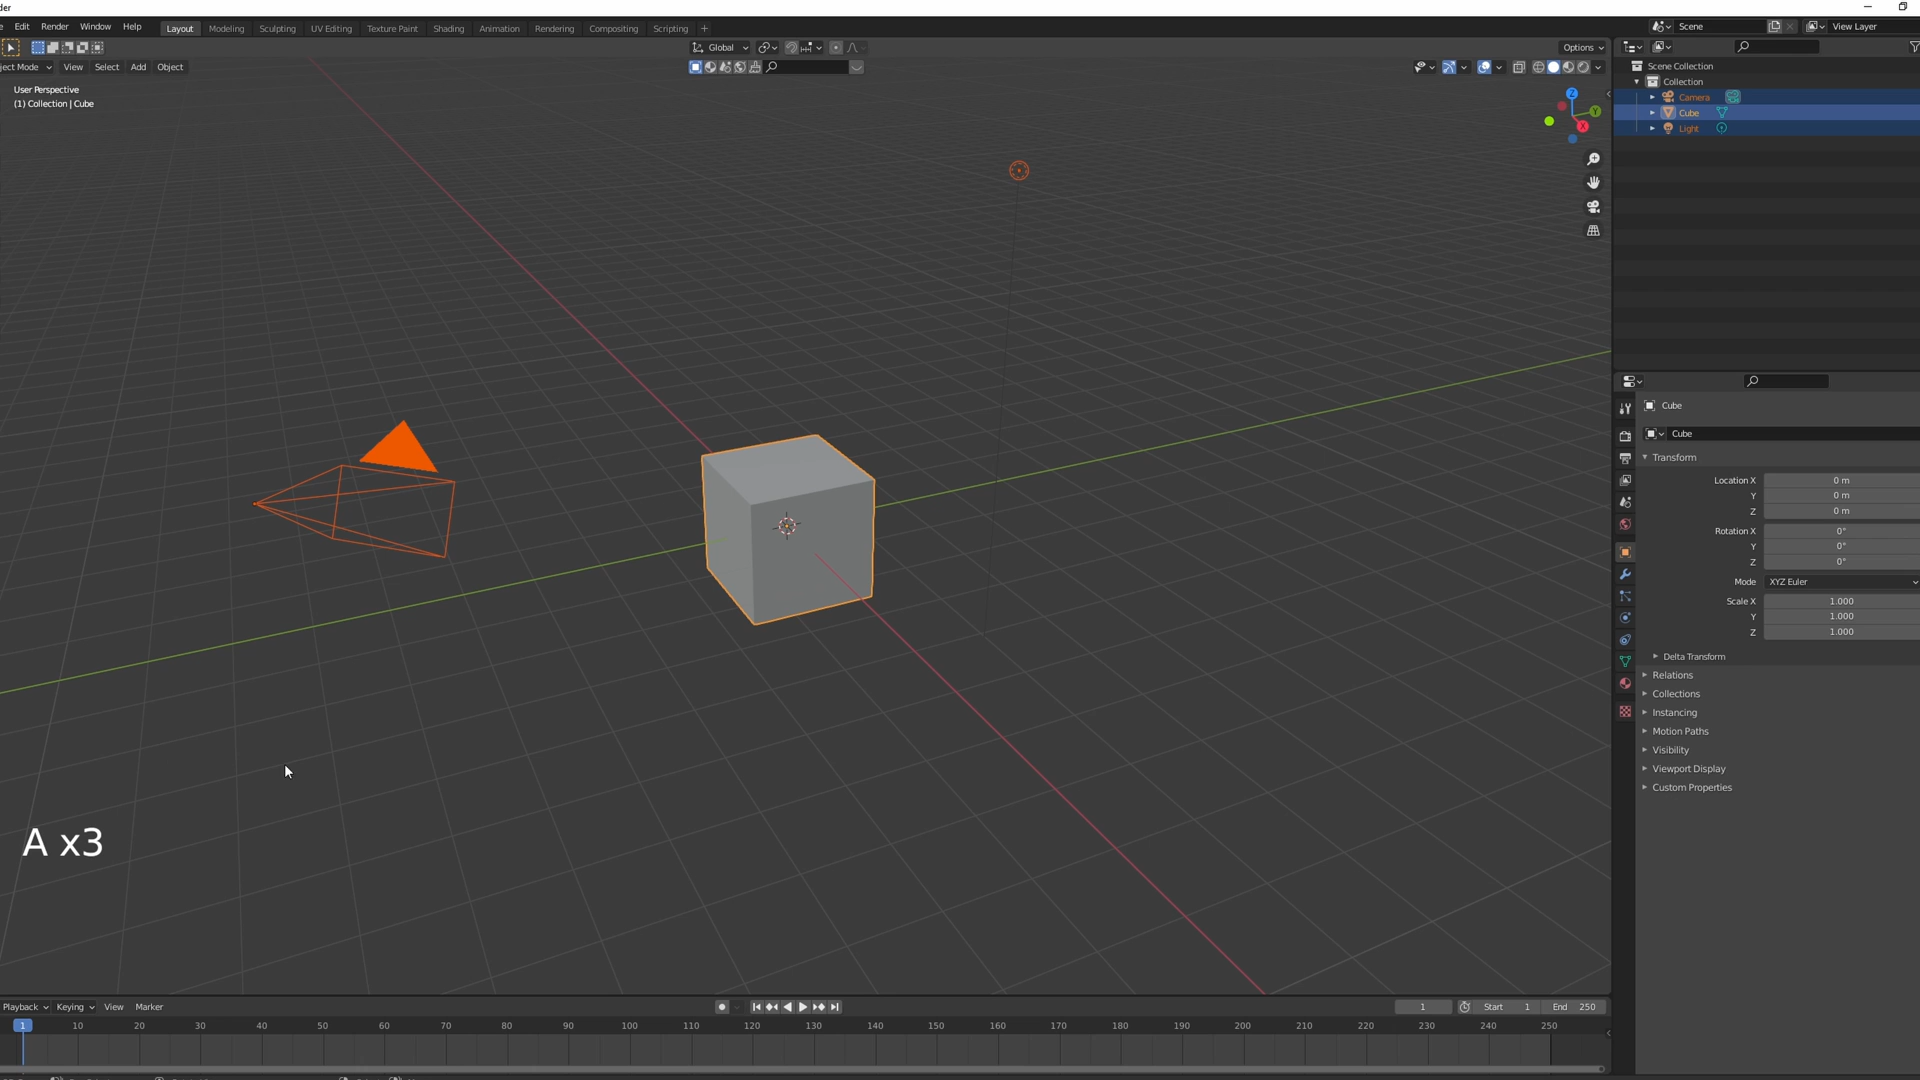 der
Edit Render Window Help
Layout Modeling Sculpting UV Editing Texture Paint Shading Animation Rendering Compositing Scripting +
Scene
View Layer
Global
Options
ject Mode View Select Add Object
User Perspective
(1) Collection | Cube
Z
Y
X
Scene Collection
Collection
Camera
Cube
Light
Cube
Cube
Transform
Location X 0 m
Y 0 m
Z 0 m
Rotation X 0°
Y 0°
Z 0°
Mode XYZ Euler
Scale X 1.000
Y 1.000
Z 1.000
Delta Transform
Relations
Collections
Instancing
Motion Paths
Visibility
Viewport Display
Custom Properties
A x3
Playback Keying View Marker
1 Start 1 End 250
1 10 20 30 40 50 60 70 80 90 100 110 120 130 140 150 160 170 180 190 200 210 220 230 240 250